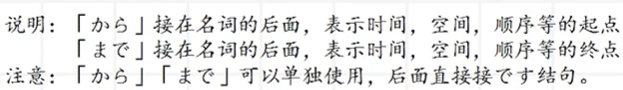 说明：「から」接在名词的后面，表示时间，空间，顺序等的起点
「まで」接在名词的后面，表示时间，空间，顺序等的终点
注意：「から」「まで」可以单独使用，后面直接接です结句。